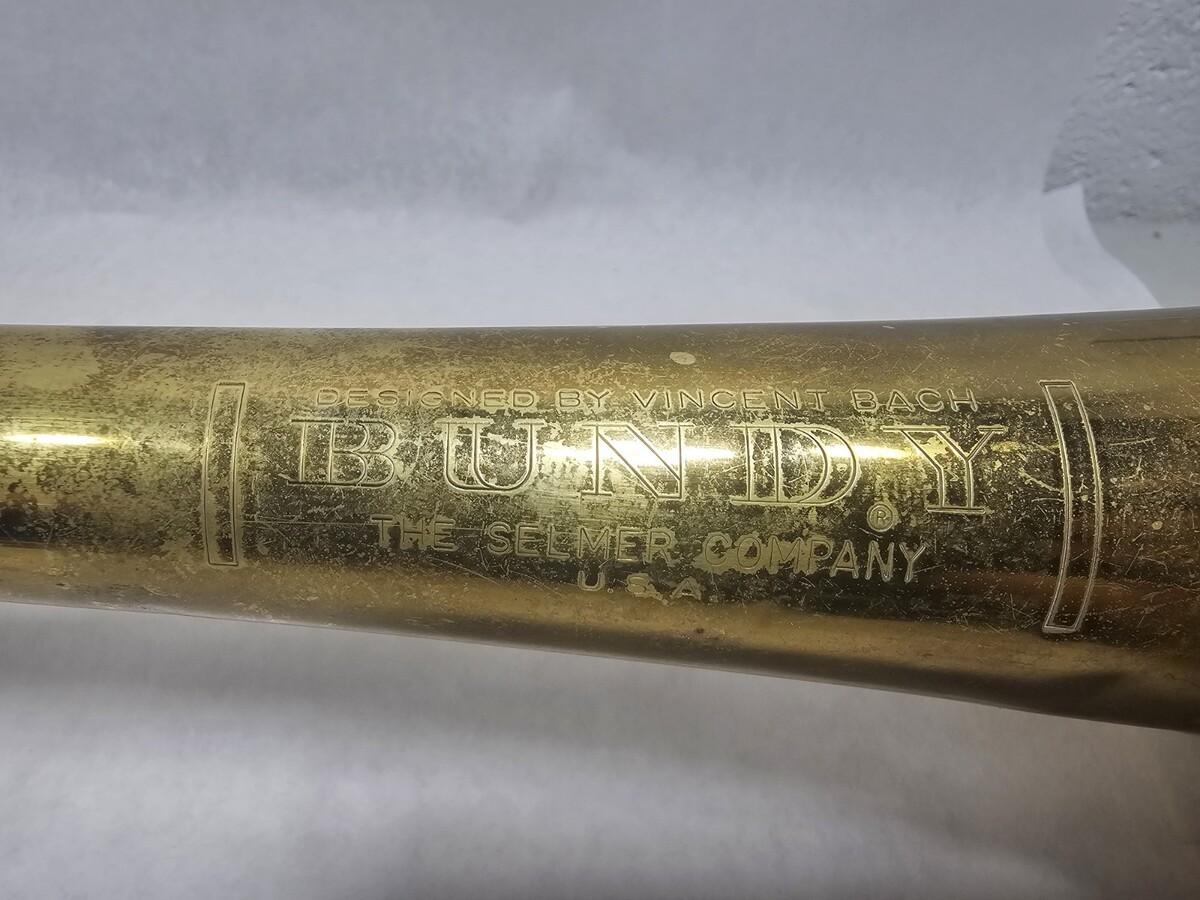 DESIGNED BY VINCENT BACH
BUNDY®
THE SELMER COMPANY
U.S.A